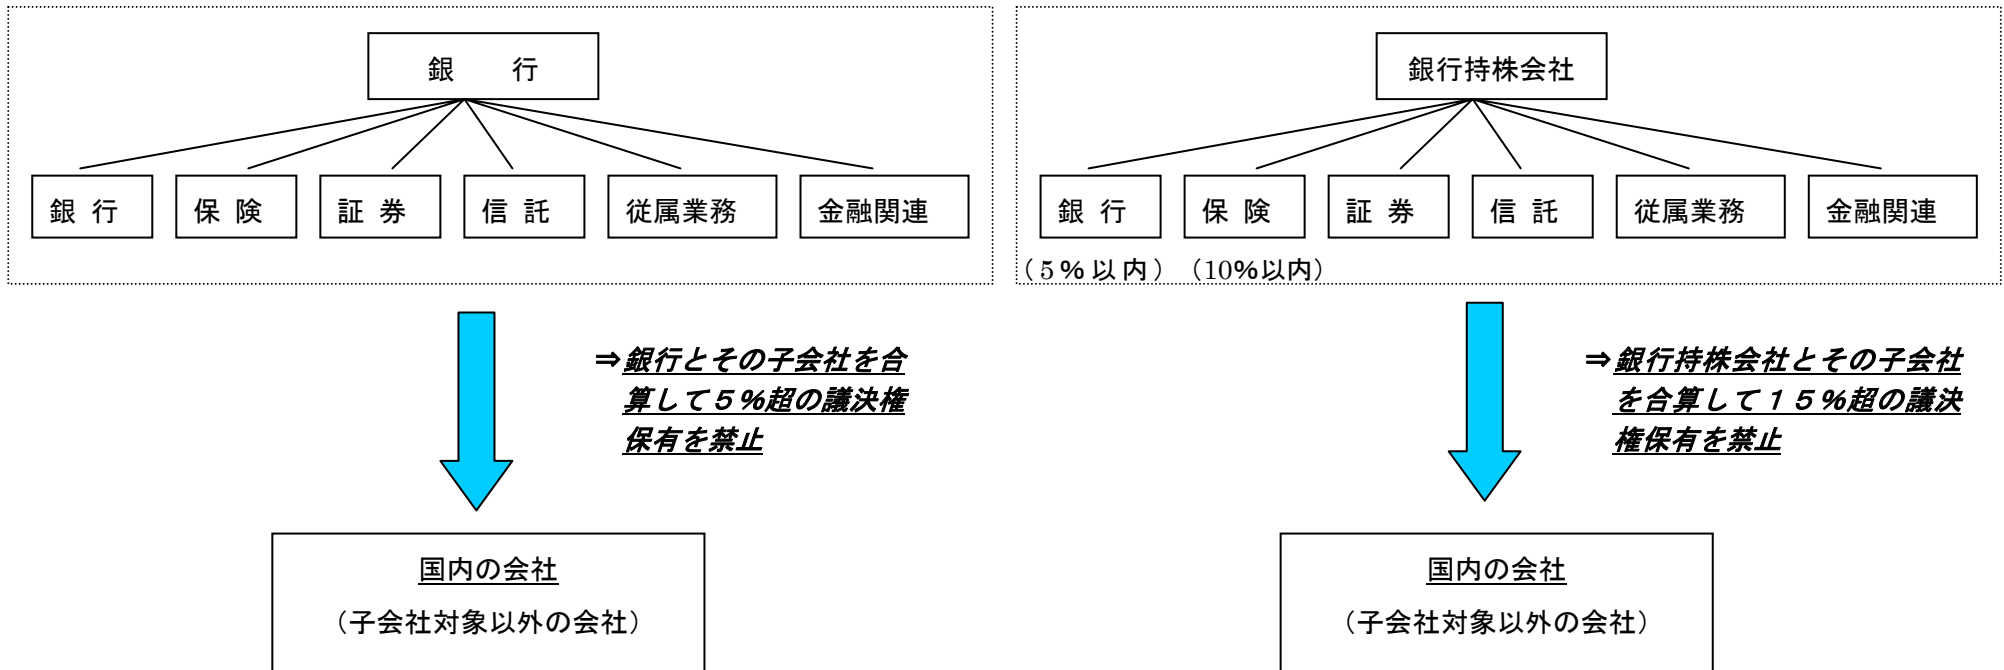 銀　　行
銀 行
保 険
証 券
信 託
従属業務
金融関連
⇒銀行とその子会社を合
算して５%超の議決権
保有を禁止
国内の会社
（子会社対象以外の会社）
銀行持株会社
銀 行
保 険
証 券
信 託
従属業務
金融関連
（5％以内）（10％以内）
⇒銀行持株会社とその子会社
を合算して１５%超の議決
権保有を禁止
国内の会社
（子会社対象以外の会社）